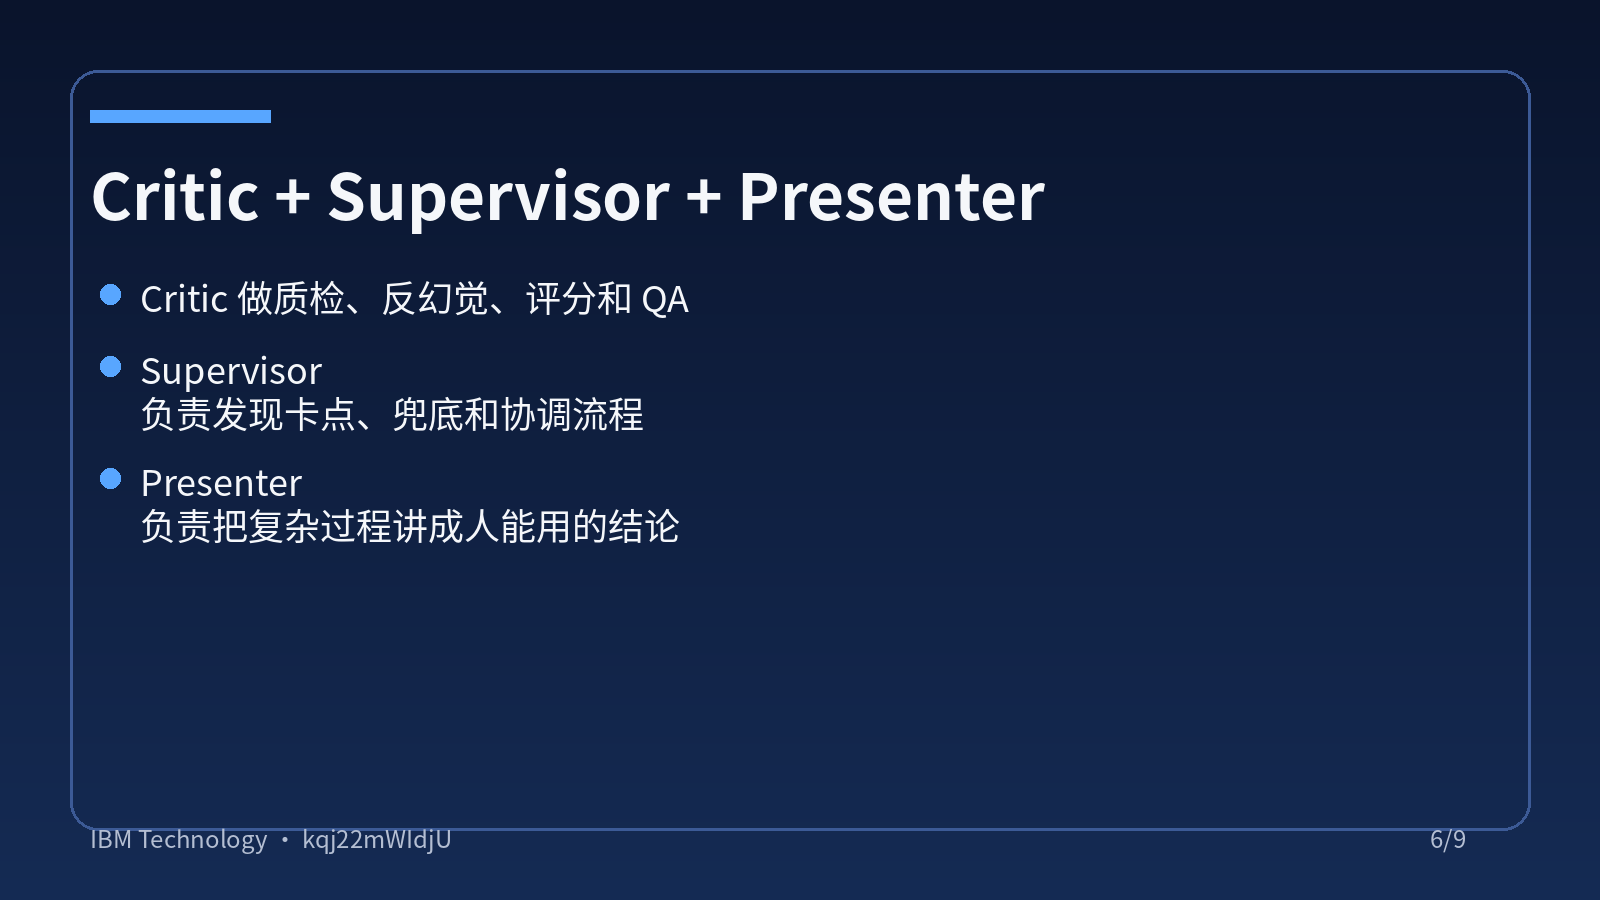 Critic + Supervisor + Presenter
Critic 做质检、反幻觉、评分和 QA
Supervisor
负责发现卡点、兜底和协调流程
Presenter
负责把复杂过程讲成人能用的结论
IBM Technology · kqj22mWIdjU
6/9